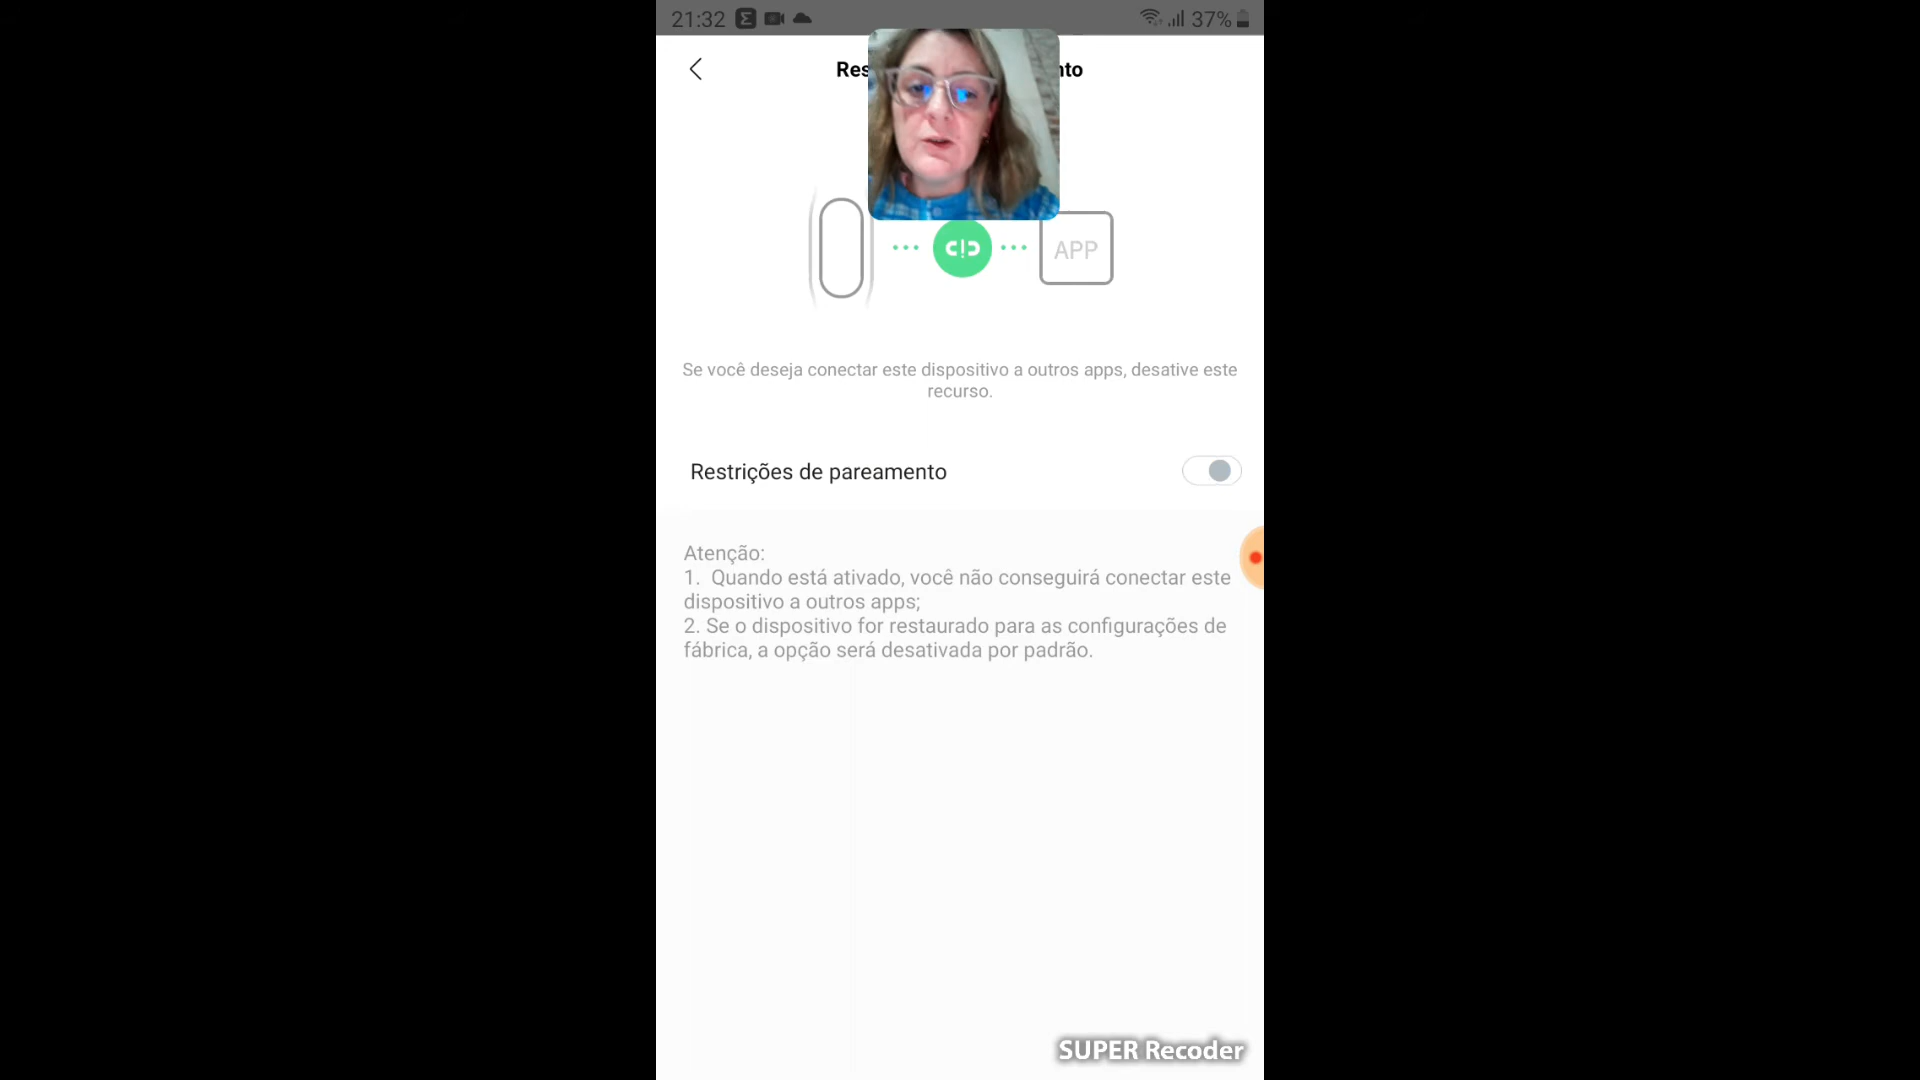 21:32
37%
Res
nto
APP
Se você deseja conectar este dispositivo a outros apps, desative este
recurso.
Restrições de pareamento
Atenção:
1. Quando está ativado, você não conseguirá conectar este
dispositivo a outros apps;
2. Se o dispositivo for restaurado para as configurações de
fábrica, a opção será desativada por padrão.
SUPER Recoder